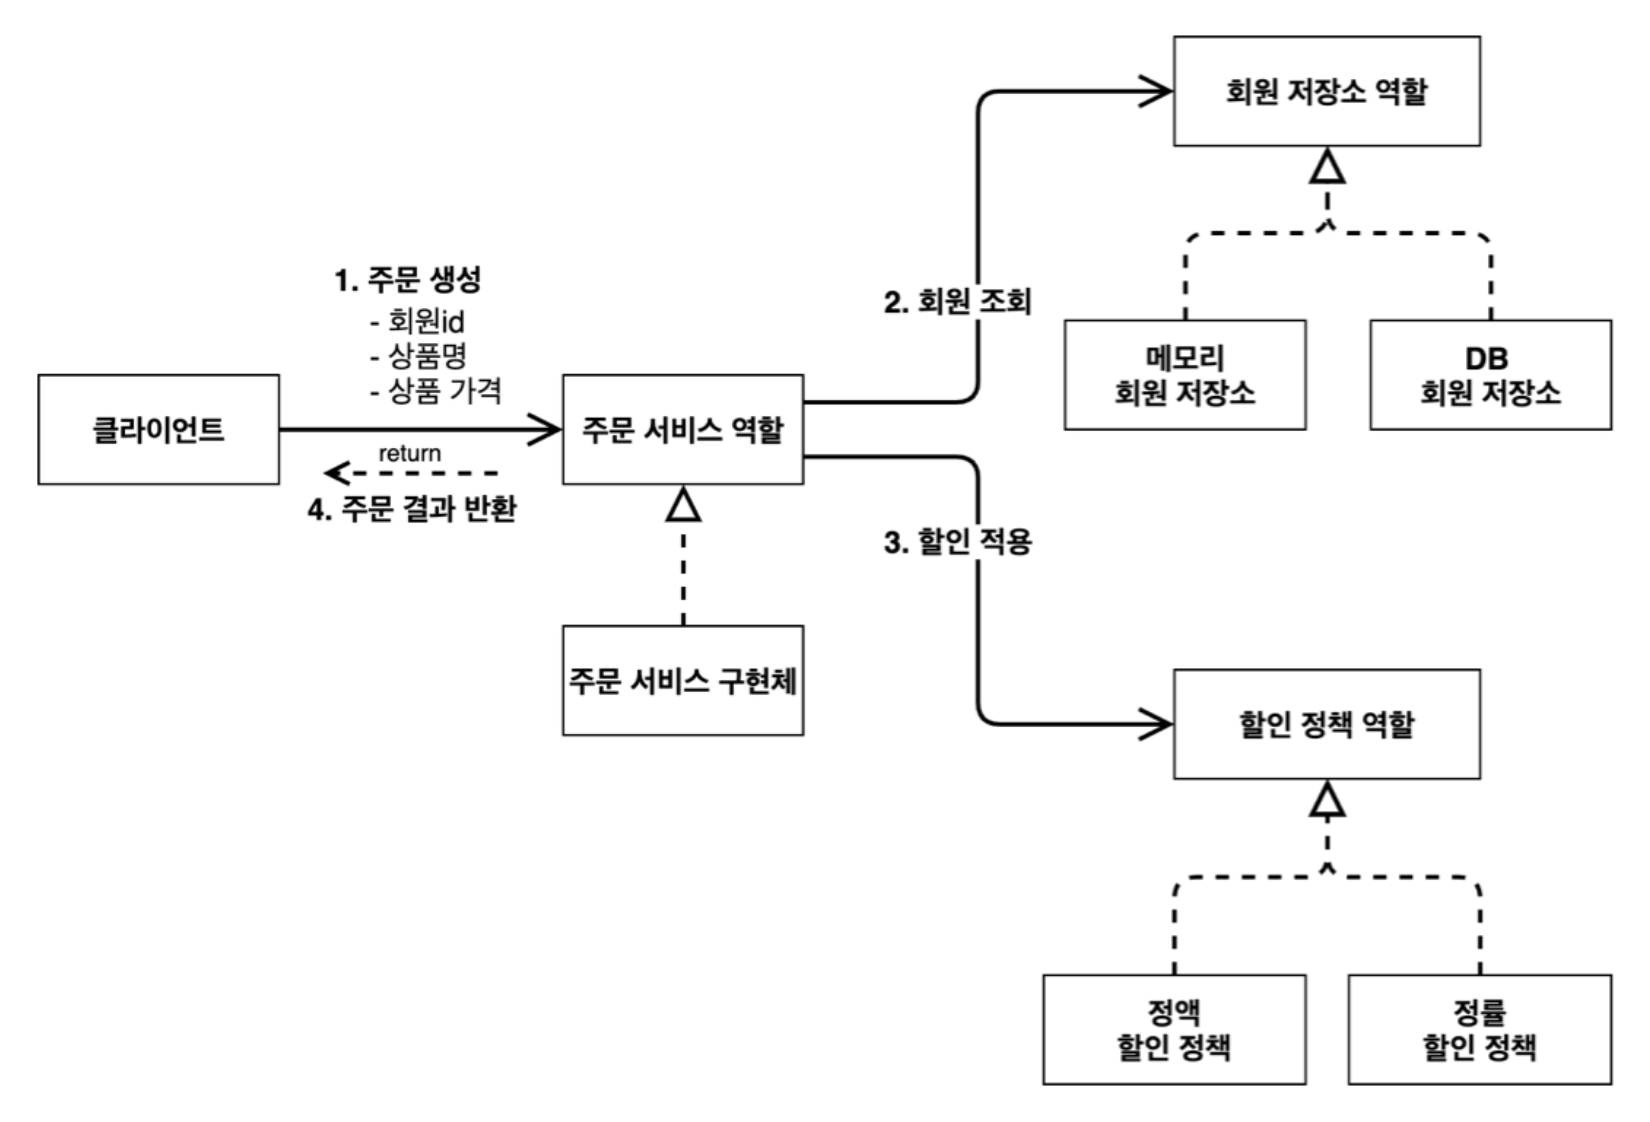 회원 저장소 역할
1. 주문 생성
- 회원id
- 상품명
- 상품 가격
2. 회원 조회
메모리
회원 저장소
DB
회원 저장소
클라이언트
return
4. 주문 결과 반환
주문 서비스 역할
3. 할인 적용
주문 서비스 구현체
할인 정책 역할
정액
할인 정책
정률
할인 정책